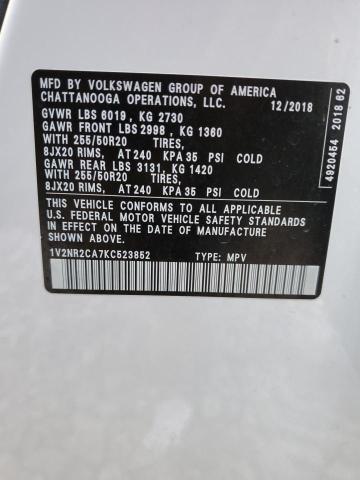 MFD BY VOLKSWAGEN GROUP OF AMERICA
CHATTANOOGA OPERATIONS, LLC. 12/2018
GVWR LBS 6019, KG 2730
GAWR FRONT LBS 2998, KG 1360
WITH 255/50R20 TIRES,
8JX20 RIMS, AT 240 KPA 35 PSI COLD
GAWR REAR LBS 3131, KG 1420
WITH 255/50R20 TIRES,
8JX20 RIMS, AT 240 KPA 35 PSI COLD
THIS VEHICLE CONFORMS TO ALL APPLICABLE
U.S. FEDERAL MOTOR VEHICLE SAFETY STANDARDS
IN EFFECT ON THE DATE OF MANUFACTURE
SHOWN ABOVE.
1V2NR2CA7KC523852 TYPE: MPV
4920454 2018 62